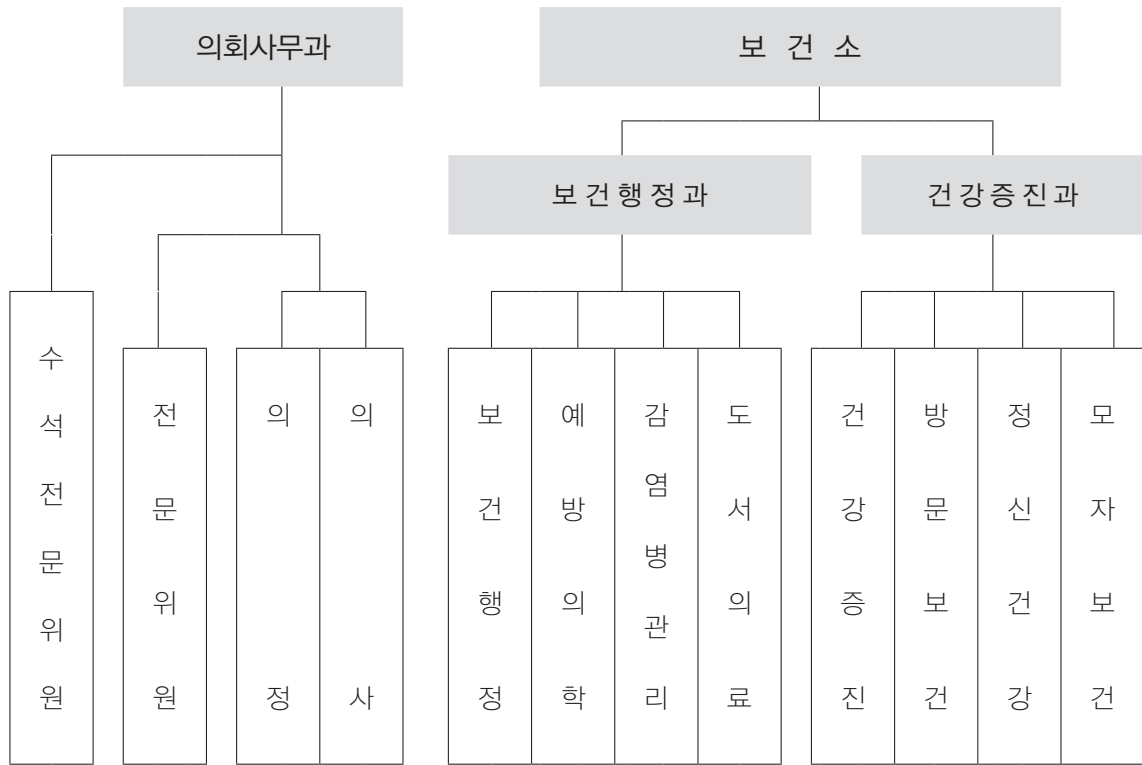 의회사무과
보 건 소
보건행정과
건강증진과
수석전문위원
전문위원
의정
의사
보건행정
예방의학
감염병관리
도서의료
건강증진
방문보건
정신건강
모자보건